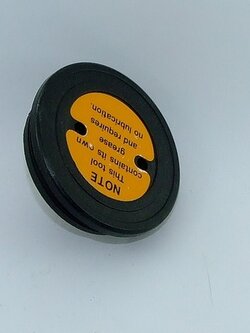 NOTE
This tool
contains its own
grease
and requires
no lubrication.